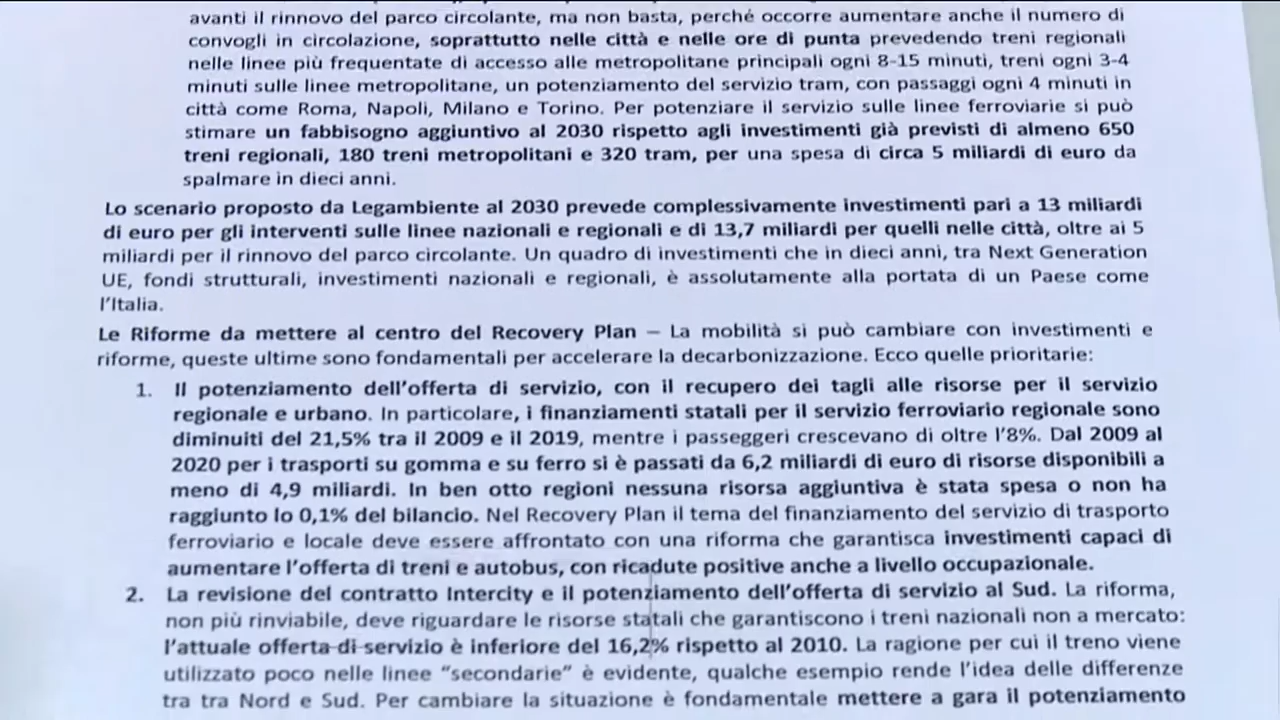 avanti il rinnovo del parco circolante, ma non basta, perché occorre aumentare anche il numero di
convogli in circolazione, soprattutto nelle città e nelle ore di punta prevedendo treni regionali
nelle linee più frequentate di accesso alle metropolitane principali ogni 8-15 minuti, treni ogni 3-4
minuti sulle linee metropolitane, un potenziamento del servizio tram, con passaggi ogni 4 minuti in
città come Roma, Napoli, Milano e Torino. Per potenziare il servizio sulle linee ferroviarie si può
stimare un fabbisogno aggiuntivo al 2030 rispetto agli investimenti già previsti di almeno 650
treni regionali, 180 treni metropolitani e 320 tram, per una spesa di circa 5 miliardi di euro da
spalmare in dieci anni.
Lo scenario proposto da Legambiente al 2030 prevede complessivamente investimenti pari a 13 miliardi
di euro per gli interventi sulle linee nazionali e regionali e di 13,7 miliardi per quelli nelle città, oltre ai 5
miliardi per il rinnovo del parco circolante. Un quadro di investimenti che in dieci anni, tra Next Generation
UE, fondi strutturali, investimenti nazionali e regionali, è assolutamente alla portata di un Paese come
l'Italia.
Le Riforme da mettere al centro del Recovery Plan – La mobilità si può cambiare con investimenti e
riforme, queste ultime sono fondamentali per accelerare la decarbonizzazione. Ecco quelle prioritarie:
1. Il potenziamento dell'offerta di servizio, con il recupero dei tagli alle risorse per il servizio
regionale e urbano. In particolare, i finanziamenti statali per il servizio ferroviario regionale sono
diminuiti del 21,5% tra il 2009 e il 2019, mentre i passeggeri crescevano di oltre l'8%. Dal 2009 al
2020 per i trasporti su gomma e su ferro si è passati da 6,2 miliardi di euro di risorse disponibili a
meno di 4,9 miliardi. In ben otto regioni nessuna risorsa aggiuntiva è stata spesa o non ha
raggiunto lo 0,1% del bilancio. Nel Recovery Plan il tema del finanziamento del servizio di trasporto
ferroviario e locale deve essere affrontato con una riforma che garantisca investimenti capaci di
aumentare l'offerta di treni e autobus, con ricadute positive anche a livello occupazionale.
2. La revisione del contratto Intercity e il potenziamento dell'offerta di servizio al Sud. La riforma,
non più rinviabile, deve riguardare le risorse statali che garantiscono i treni nazionali non a mercato:
l'attuale offerta di servizio è inferiore del 16,2% rispetto al 2010. La ragione per cui il treno viene
utilizzato poco nelle linee "secondarie" è evidente, qualche esempio rende l'idea delle differenze
tra tra Nord e Sud. Per cambiare la situazione è fondamentale mettere a gara il potenziamento